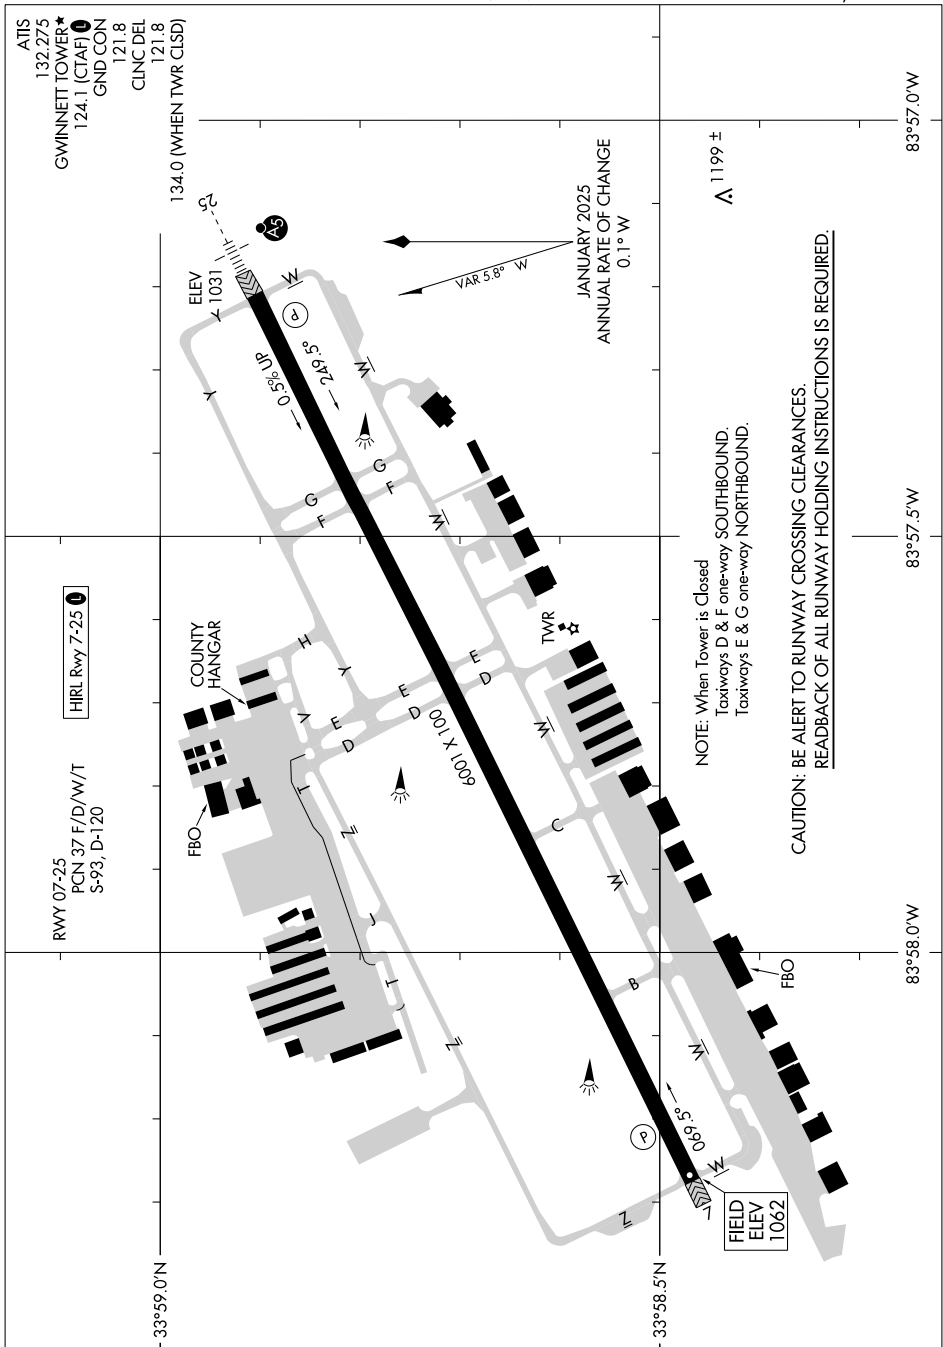 ATIS
132.275
GWINNETT TOWER★
124.1 (CTAF) L
GND CON
121.8
CLNC DEL
121.8
134.0 (WHEN TWR CLSD)
RWY 07-25
PCN 37 F/D/W/T
S-93, D-120
HIRL Rwy 7-25 L
FBO
COUNTY
HANGAR
ELEV
1031
25
A5
W
Y
P
0.5% UP
249.5°
Y
W
G
F
G
F
W
JANUARY 2025
ANNUAL RATE OF CHANGE
0.1° W
VAR 5.8° W
1199 ±
H
Y
A
E
D
E
D
E
D
T
TWR
W
6001 X 100
Z
C
J
W
T
B
FBO
Z
W
P
069.5°
W
Z
7
FIELD
ELEV
1062
NOTE: When Tower is Closed
Taxiways D & F one-way SOUTHBOUND.
Taxiways E & G one-way NORTHBOUND.
CAUTION: BE ALERT TO RUNWAY CROSSING CLEARANCES.
READBACK OF ALL RUNWAY HOLDING INSTRUCTIONS IS REQUIRED.
33°59.0'N
33°58.5'N
83°58.0'W
83°57.5'W
83°57.0'W